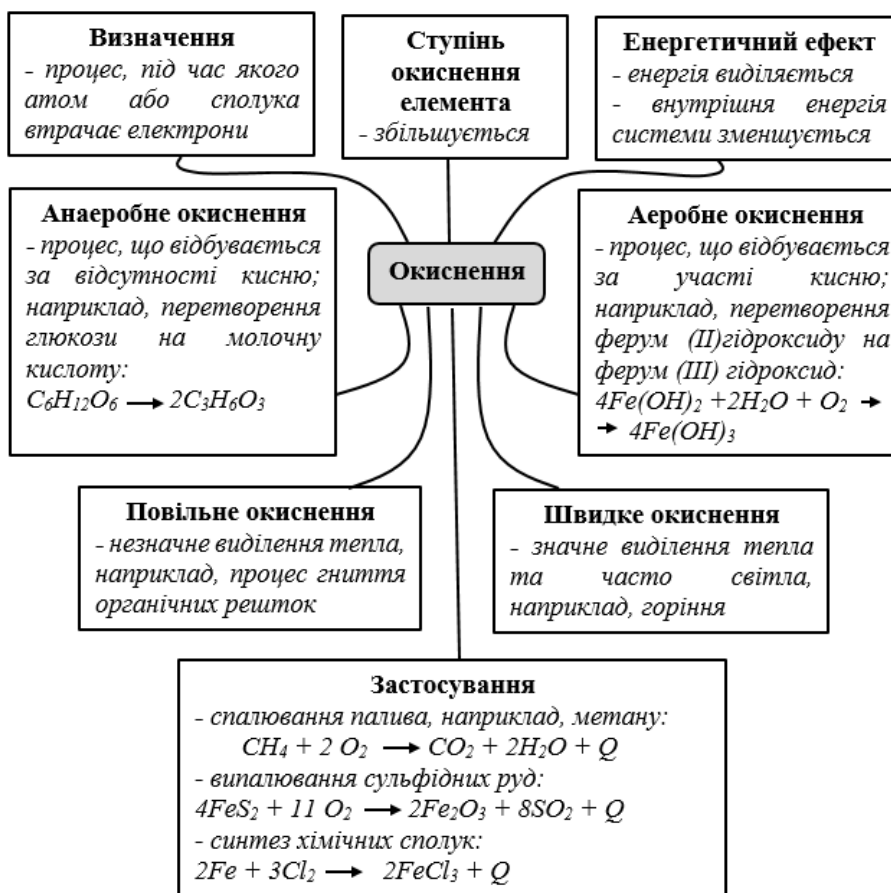 Визначення
- процес, під час якого
атом або сполука
втрачає електрони
Ступінь
окиснення
елемента
- збільшується
Енергетичний ефект
- енергія виділяється
- внутрішня енергія
системи зменшується
Анаеробне окиснення
- процес, що відбувається
за відсутності кисню;
наприклад, перетворення
глюкози на молочну
кислоту:
C₆H₁₂O₆ → 2C₃H₆O₃
Окиснення
Аеробне окиснення
- процес, що відбувається
за участі кисню;
наприклад, перетворення
ферум (II)гідроксиду на
ферум (III) гідроксид:
4Fe(OH)₂ +2H₂O + O₂ →
→ 4Fe(OH)₃
Повільне окиснення
- незначне виділення тепла,
наприклад, процес гниття
органічних решток
Швидке окиснення
- значне виділення тепла
та часто світла,
наприклад, горіння
Застосування
- спалювання палива, наприклад, метану:
CH₄ + 2 O₂ → CO₂ + 2H₂O + Q
- випалювання сульфідних руд:
4FeS₂ + 11 O₂ → 2Fe₂O₃ + 8SO₂ + Q
- синтез хімічних сполук:
2Fe + 3Cl₂ → 2FeCl₃ + Q